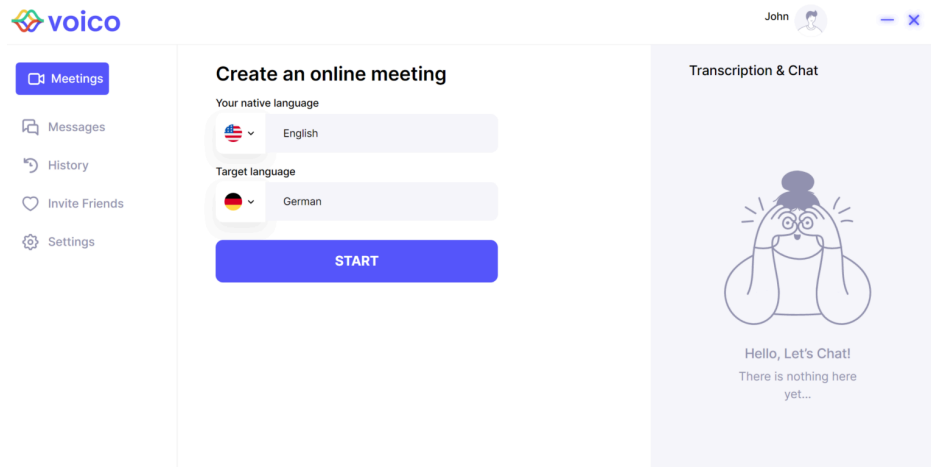 voico
John
Meetings
Messages
History
Invite Friends
Settings
Create an online meeting
Your native language
English
Target language
German
START
Transcription & Chat
Hello, Let's Chat!
There is nothing here
yet...